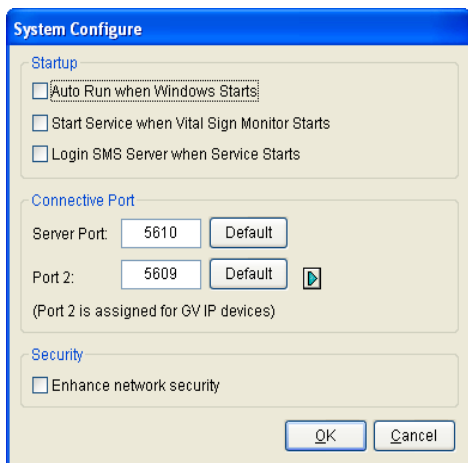 System Configure
Startup
Auto Run when Windows Starts
Start Service when Vital Sign Monitor Starts
Login SMS Server when Service Starts
Connective Port
Server Port: 5610 Default
Port 2: 5609 Default
(Port 2 is assigned for GV IP devices)
Security
Enhance network security
OK Cancel